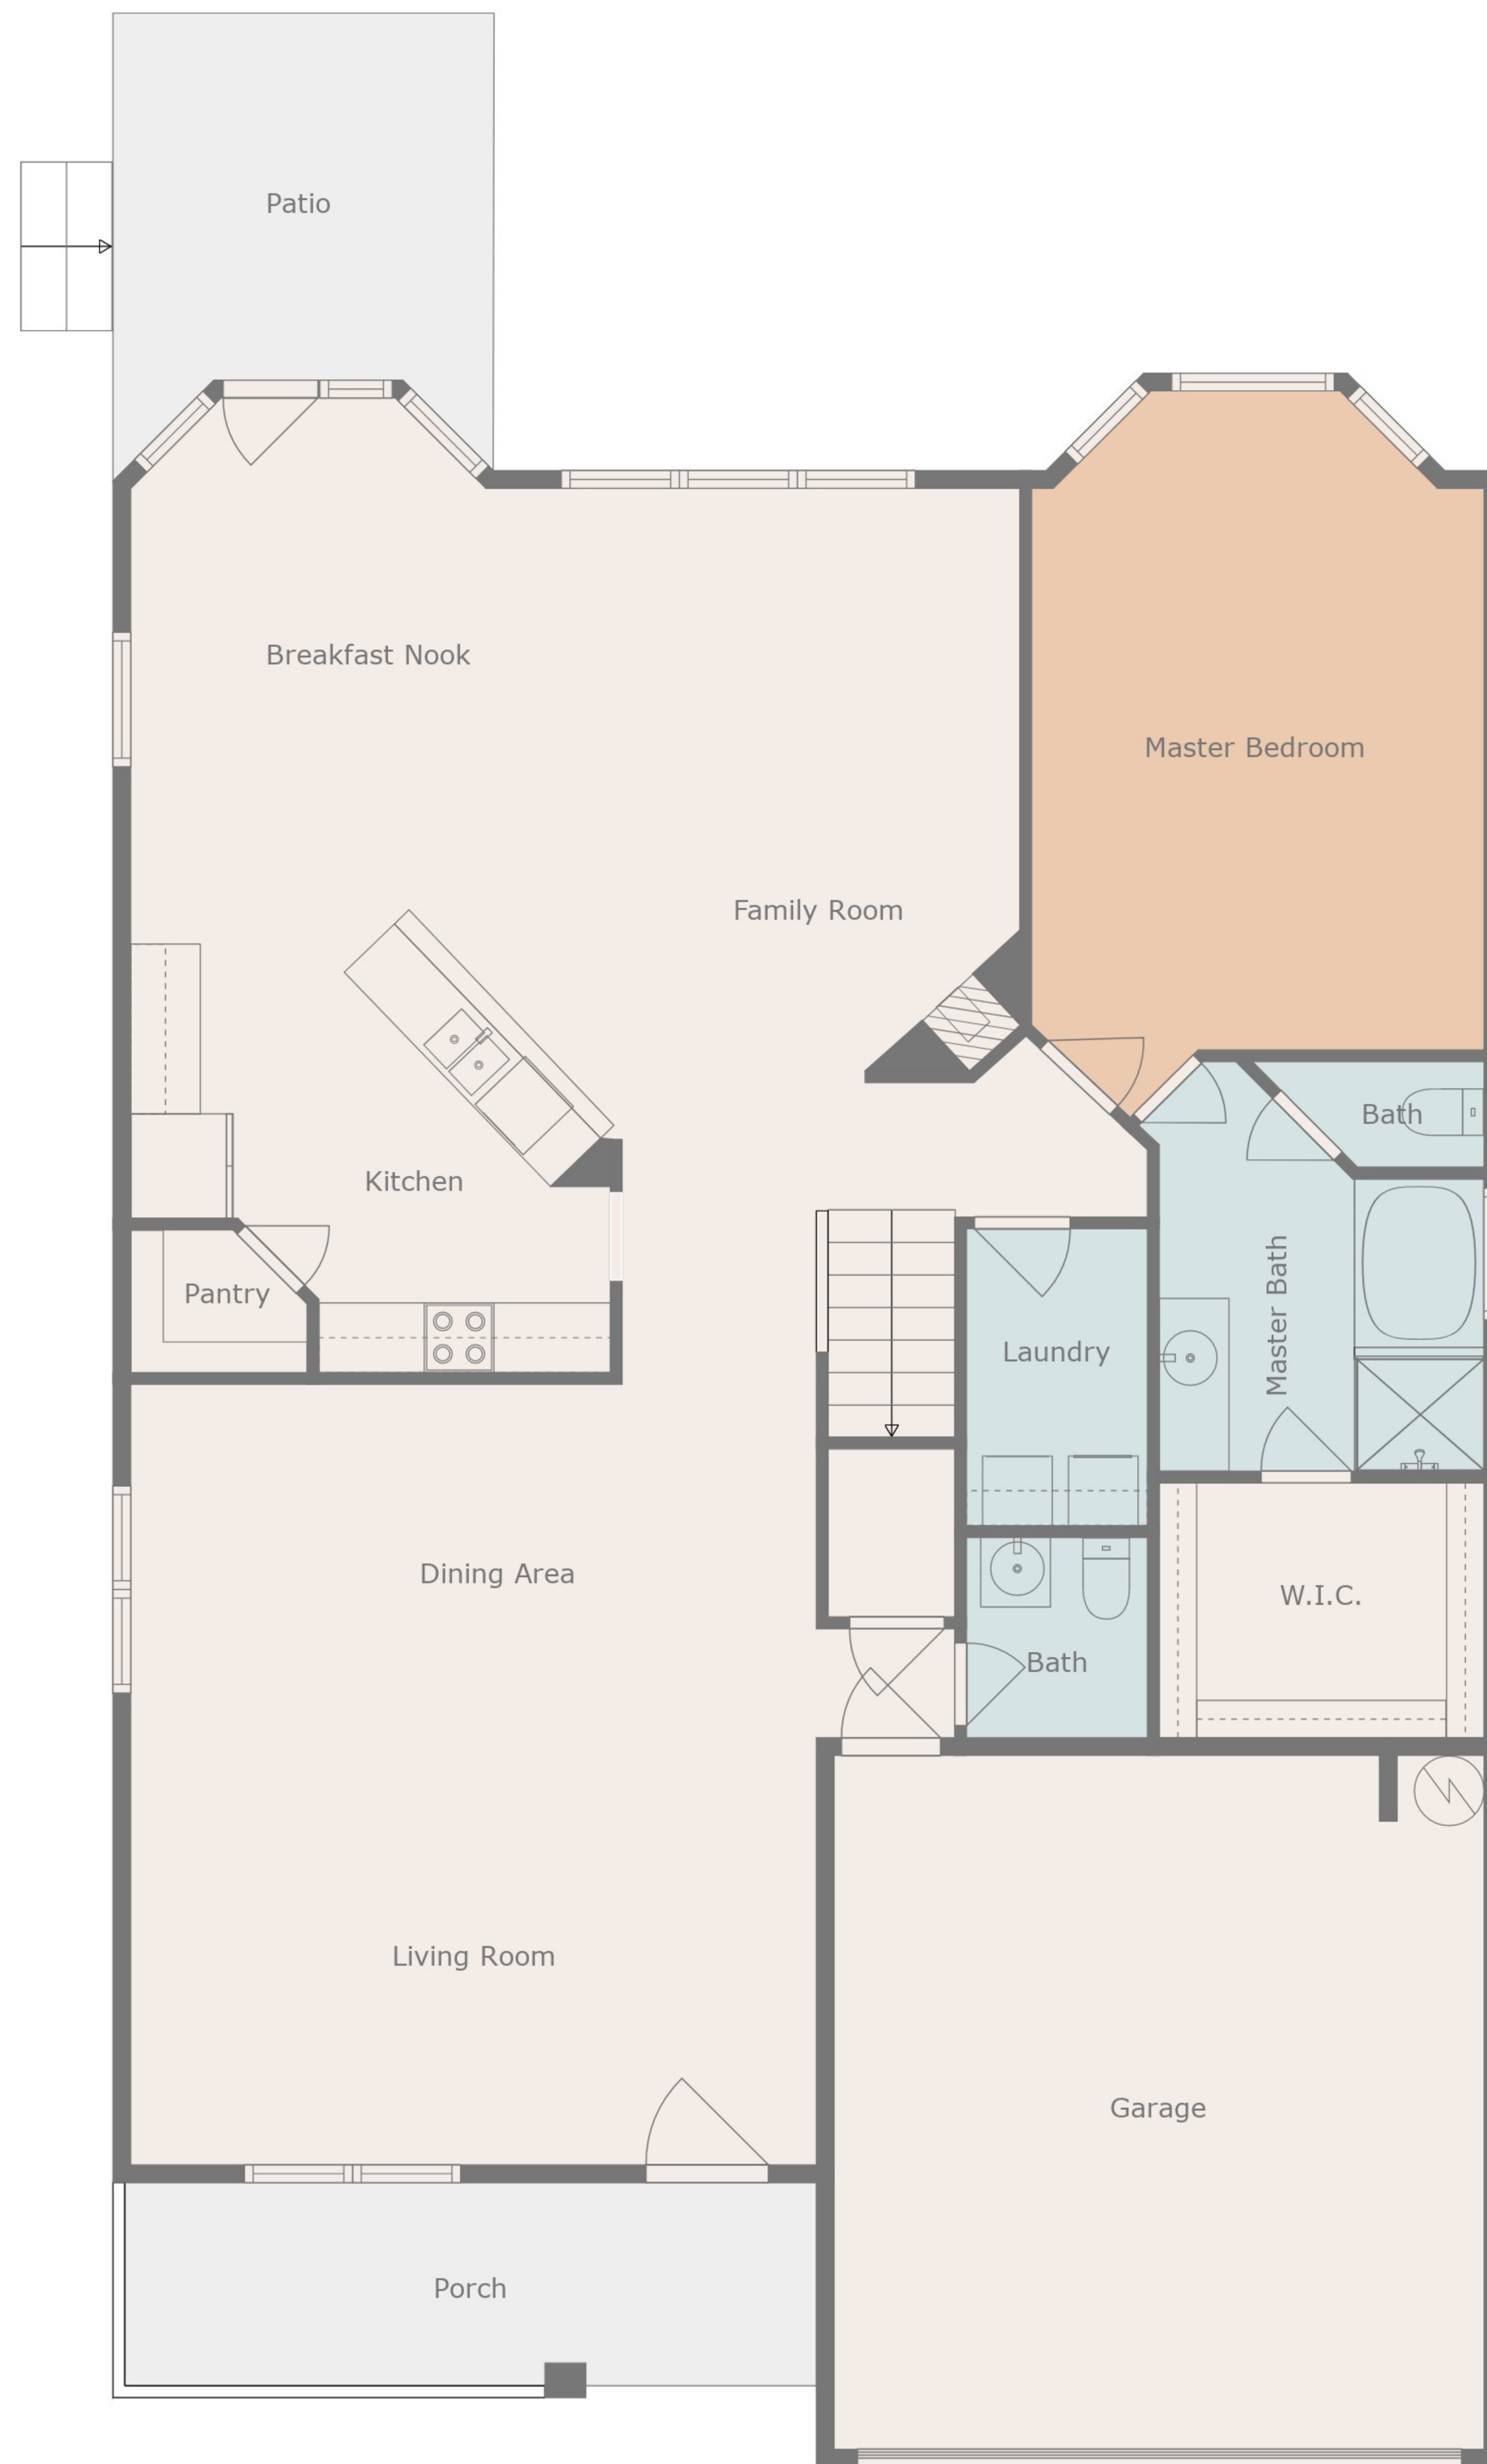 Patio
Breakfast Nook
Master Bedroom
Family Room
Bath
Kitchen
Pantry
Master Bath
Laundry
Dining Area
W.I.C.
Bath
Living Room
Garage
Porch